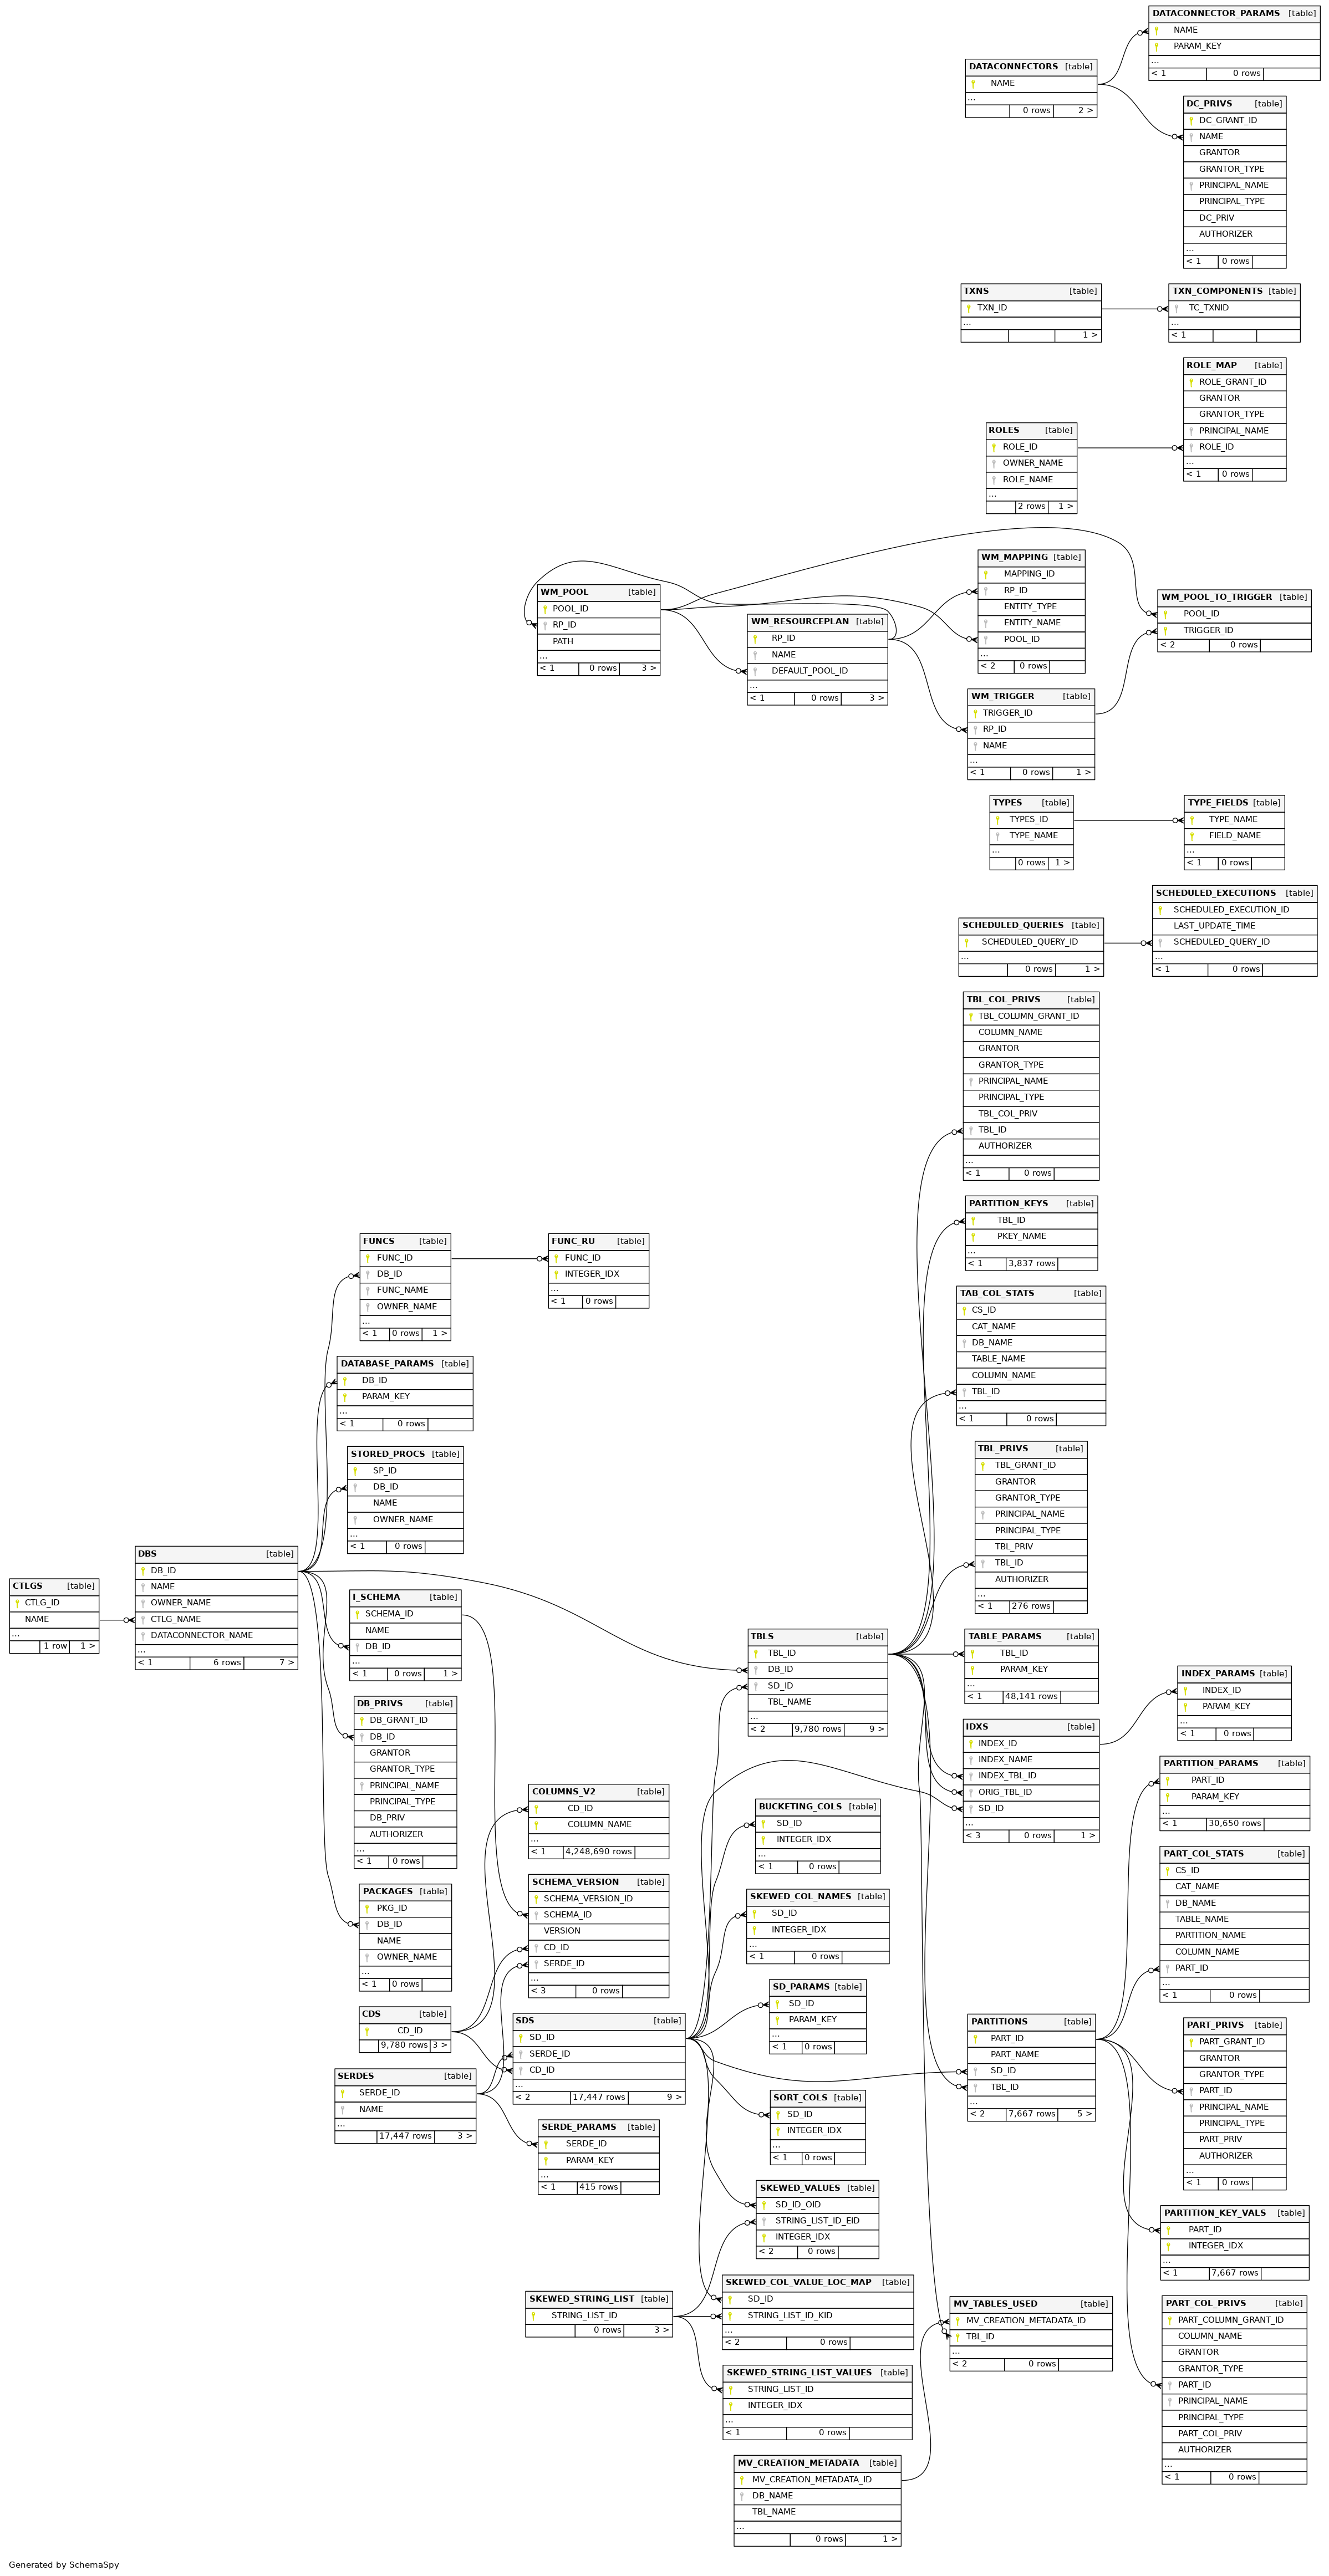 DATACONNECTOR_PARAMS [table]
NAME
PARAM_KEY
...
< 1 0 rows
DATACONNECTORS [table]
NAME
...
0 rows 2 >
DC_PRIVS [table]
DC_GRANT_ID
NAME
GRANTOR
GRANTOR_TYPE
PRINCIPAL_NAME
PRINCIPAL_TYPE
DC_PRIV
AUTHORIZER
...
< 1 0 rows
TXNS [table]
TXN_ID
...
1 >
TXN_COMPONENTS [table]
TC_TXNID
...
< 1
ROLE_MAP [table]
ROLE_GRANT_ID
GRANTOR
GRANTOR_TYPE
PRINCIPAL_NAME
ROLE_ID
...
< 1 0 rows
ROLES [table]
ROLE_ID
OWNER_NAME
ROLE_NAME
...
2 rows 1 >
WM_POOL [table]
POOL_ID
RP_ID
PATH
...
< 1 0 rows 3 >
WM_RESOURCEPLAN [table]
RP_ID
NAME
DEFAULT_POOL_ID
...
< 1 0 rows 3 >
WM_MAPPING [table]
MAPPING_ID
RP_ID
ENTITY_TYPE
ENTITY_NAME
POOL_ID
...
< 2 0 rows
WM_POOL_TO_TRIGGER [table]
POOL_ID
TRIGGER_ID
< 2 0 rows
WM_TRIGGER [table]
TRIGGER_ID
RP_ID
NAME
...
< 1 0 rows 1 >
TYPES [table]
TYPES_ID
TYPE_NAME
...
0 rows 1 >
TYPE_FIELDS [table]
TYPE_NAME
FIELD_NAME
...
< 1 0 rows
SCHEDULED_QUERIES [table]
SCHEDULED_QUERY_ID
...
0 rows 1 >
SCHEDULED_EXECUTIONS [table]
SCHEDULED_EXECUTION_ID
LAST_UPDATE_TIME
SCHEDULED_QUERY_ID
...
< 1 0 rows
TBL_COL_PRIVS [table]
TBL_COLUMN_GRANT_ID
COLUMN_NAME
GRANTOR
GRANTOR_TYPE
PRINCIPAL_NAME
PRINCIPAL_TYPE
TBL_COL_PRIV
TBL_ID
AUTHORIZER
...
< 1 0 rows
PARTITION_KEYS [table]
TBL_ID
PKEY_NAME
...
< 1 3,837 rows
FUNCS [table]
FUNC_ID
DB_ID
FUNC_NAME
OWNER_NAME
...
< 1 0 rows 1 >
FUNC_RU [table]
FUNC_ID
INTEGER_IDX
...
< 1 0 rows
TAB_COL_STATS [table]
CS_ID
CAT_NAME
DB_NAME
TABLE_NAME
COLUMN_NAME
TBL_ID
...
< 1 0 rows
DATABASE_PARAMS [table]
DB_ID
PARAM_KEY
...
< 1 0 rows
STORED_PROCS [table]
SP_ID
DB_ID
NAME
OWNER_NAME
...
< 1 0 rows
TBL_PRIVS [table]
TBL_GRANT_ID
GRANTOR
GRANTOR_TYPE
PRINCIPAL_NAME
PRINCIPAL_TYPE
TBL_PRIV
TBL_ID
AUTHORIZER
...
< 1 276 rows
CTLGS [table]
CTLG_ID
NAME
...
1 row 1 >
DBS [table]
DB_ID
NAME
OWNER_NAME
CTLG_NAME
DATACONNECTOR_NAME
...
< 1 6 rows 7 >
I_SCHEMA [table]
SCHEMA_ID
NAME
DB_ID
...
< 1 0 rows 1 >
TBLS [table]
TBL_ID
DB_ID
SD_ID
TBL_NAME
...
< 2 9,780 rows 9 >
TABLE_PARAMS [table]
TBL_ID
PARAM_KEY
...
< 1 48,141 rows
INDEX_PARAMS [table]
INDEX_ID
PARAM_KEY
...
< 1 0 rows
IDXS [table]
INDEX_ID
INDEX_NAME
INDEX_TBL_ID
ORIG_TBL_ID
SD_ID
...
< 3 0 rows 1 >
DB_PRIVS [table]
DB_GRANT_ID
DB_ID
GRANTOR
GRANTOR_TYPE
PRINCIPAL_NAME
PRINCIPAL_TYPE
DB_PRIV
AUTHORIZER
...
< 1 0 rows
PARTITION_PARAMS [table]
PART_ID
PARAM_KEY
...
< 1 30,650 rows
COLUMNS_V2 [table]
CD_ID
COLUMN_NAME
...
< 1 4,248,690 rows
BUCKETING_COLS [table]
SD_ID
INTEGER_IDX
...
< 1 0 rows
PART_COL_STATS [table]
CS_ID
CAT_NAME
DB_NAME
TABLE_NAME
PARTITION_NAME
COLUMN_NAME
PART_ID
...
< 1 0 rows
SCHEMA_VERSION [table]
SCHEMA_VERSION_ID
SCHEMA_ID
VERSION
CD_ID
SERDE_ID
...
< 3 0 rows
PACKAGES [table]
PKG_ID
DB_ID
NAME
OWNER_NAME
...
< 1 0 rows
SKEWED_COL_NAMES [table]
SD_ID
INTEGER_IDX
...
< 1 0 rows
SD_PARAMS [table]
SD_ID
PARAM_KEY
...
< 1 0 rows
CDS [table]
CD_ID
9,780 rows 3 >
SDS [table]
SD_ID
SERDE_ID
CD_ID
...
< 2 17,447 rows 9 >
PARTITIONS [table]
PART_ID
PART_NAME
SD_ID
TBL_ID
...
< 2 7,667 rows 5 >
PART_PRIVS [table]
PART_GRANT_ID
GRANTOR
GRANTOR_TYPE
PART_ID
PRINCIPAL_NAME
PRINCIPAL_TYPE
PART_PRIV
AUTHORIZER
...
< 1 0 rows
SERDES [table]
SERDE_ID
NAME
...
17,447 rows 3 >
SORT_COLS [table]
SD_ID
INTEGER_IDX
...
< 1 0 rows
SERDE_PARAMS [table]
SERDE_ID
PARAM_KEY
...
< 1 415 rows
SKEWED_VALUES [table]
SD_ID_OID
STRING_LIST_ID_EID
INTEGER_IDX
< 2 0 rows
PARTITION_KEY_VALS [table]
PART_ID
INTEGER_IDX
...
< 1 7,667 rows
SKEWED_STRING_LIST [table]
STRING_LIST_ID
0 rows 3 >
SKEWED_COL_VALUE_LOC_MAP [table]
SD_ID
STRING_LIST_ID_KID
...
< 2 0 rows
MV_TABLES_USED [table]
MV_CREATION_METADATA_ID
TBL_ID
...
< 2 0 rows
PART_COL_PRIVS [table]
PART_COLUMN_GRANT_ID
COLUMN_NAME
GRANTOR
GRANTOR_TYPE
PART_ID
PRINCIPAL_NAME
PRINCIPAL_TYPE
PART_COL_PRIV
AUTHORIZER
...
< 1 0 rows
SKEWED_STRING_LIST_VALUES [table]
STRING_LIST_ID
INTEGER_IDX
...
< 1 0 rows
MV_CREATION_METADATA [table]
MV_CREATION_METADATA_ID
DB_NAME
TBL_NAME
...
0 rows 1 >
Generated by SchemaSpy